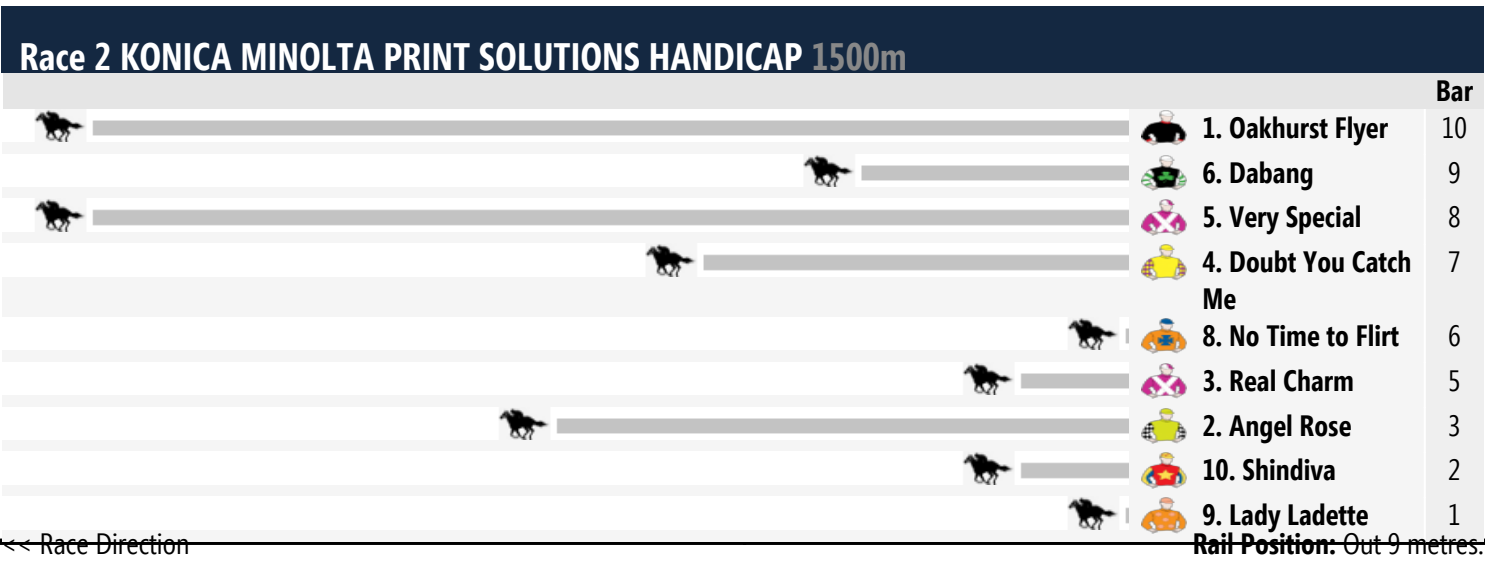 Race 2 KONICA MINOLTA PRINT SOLUTIONS HANDICAP 1500m
Bar
1. Oakhurst Flyer 10
6. Dabang 9
5. Very Special 8
4. Doubt You Catch 7
Me
8. No Time to Flirt 6
3. Real Charm 5
2. Angel Rose 3
10. Shindiva 2
9. Lady Ladette 1
<< Race Direction Rail Position: Out 9 metres.